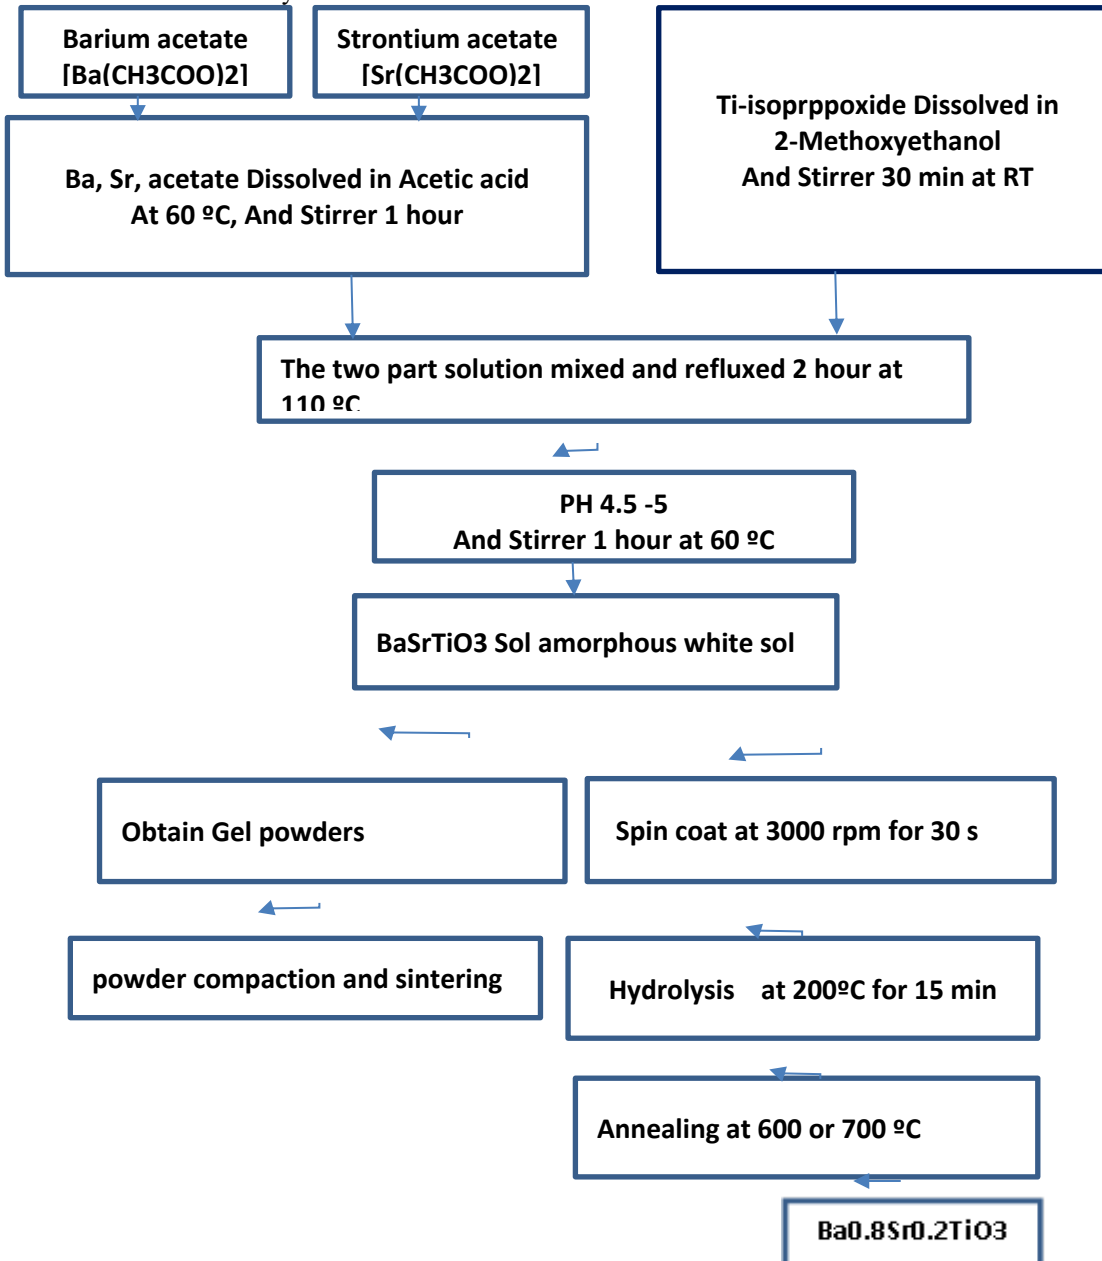 Barium acetate
[Ba(CH3COO)2]
Strontium acetate
[Sr(CH3COO)2]
Ti-isoprppoxide Dissolved in
2-Methoxyethanol
And Stirrer 30 min at RT
Ba, Sr, acetate Dissolved in Acetic acid
At 60 ºC, And Stirrer 1 hour
The two part solution mixed and refluxed 2 hour at
110 ºC
PH 4.5 -5
And Stirrer 1 hour at 60 ºC
BaSrTiO3 Sol amorphous white sol
Obtain Gel powders
Spin coat at 3000 rpm for 30 s
powder compaction and sintering
Hydrolysis at 200ºC for 15 min
Annealing at 600 or 700 ºC
Ba0.8Sr0.2TiO3